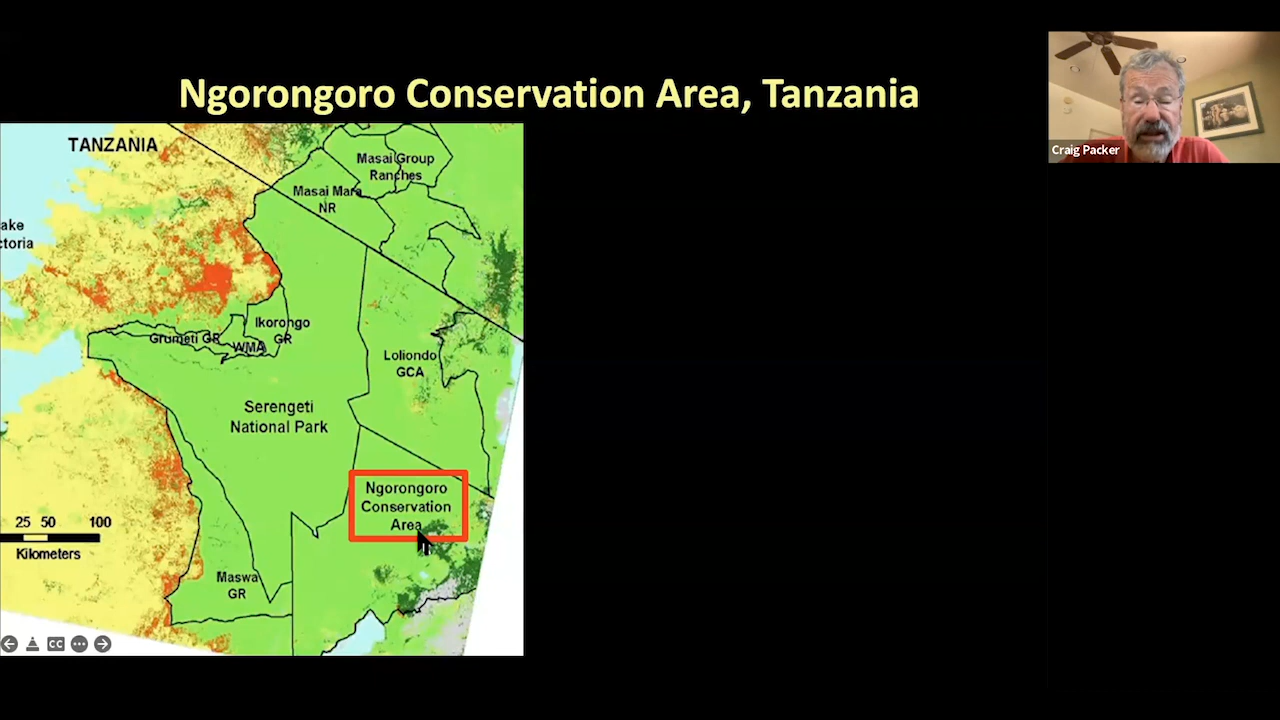 Ngorongoro Conservation Area, Tanzania
Craig Packer
TANZANIA
Masai Group
Ranches
Masai Mara
NR
ake
ctoria
Ikorongo
GR
Grumeti GR
WMA
Loliondo
GCA
Serengeti
National Park
Ngorongoro
Conservation
Area
25 50 100
Kilometers
Maswa
GR
CC